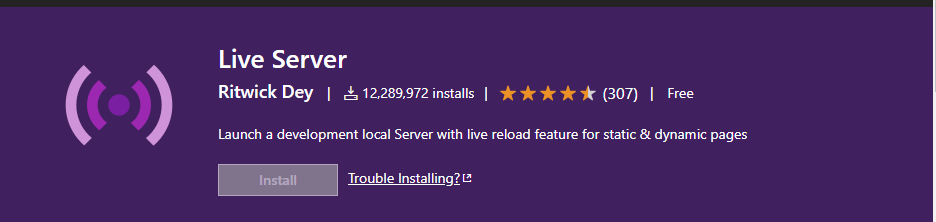 Live Server
Ritwick Dey | 12,289,972 installs | (307) | Free
Launch a development local Server with live reload feature for static & dynamic pages
Install Trouble Installing?